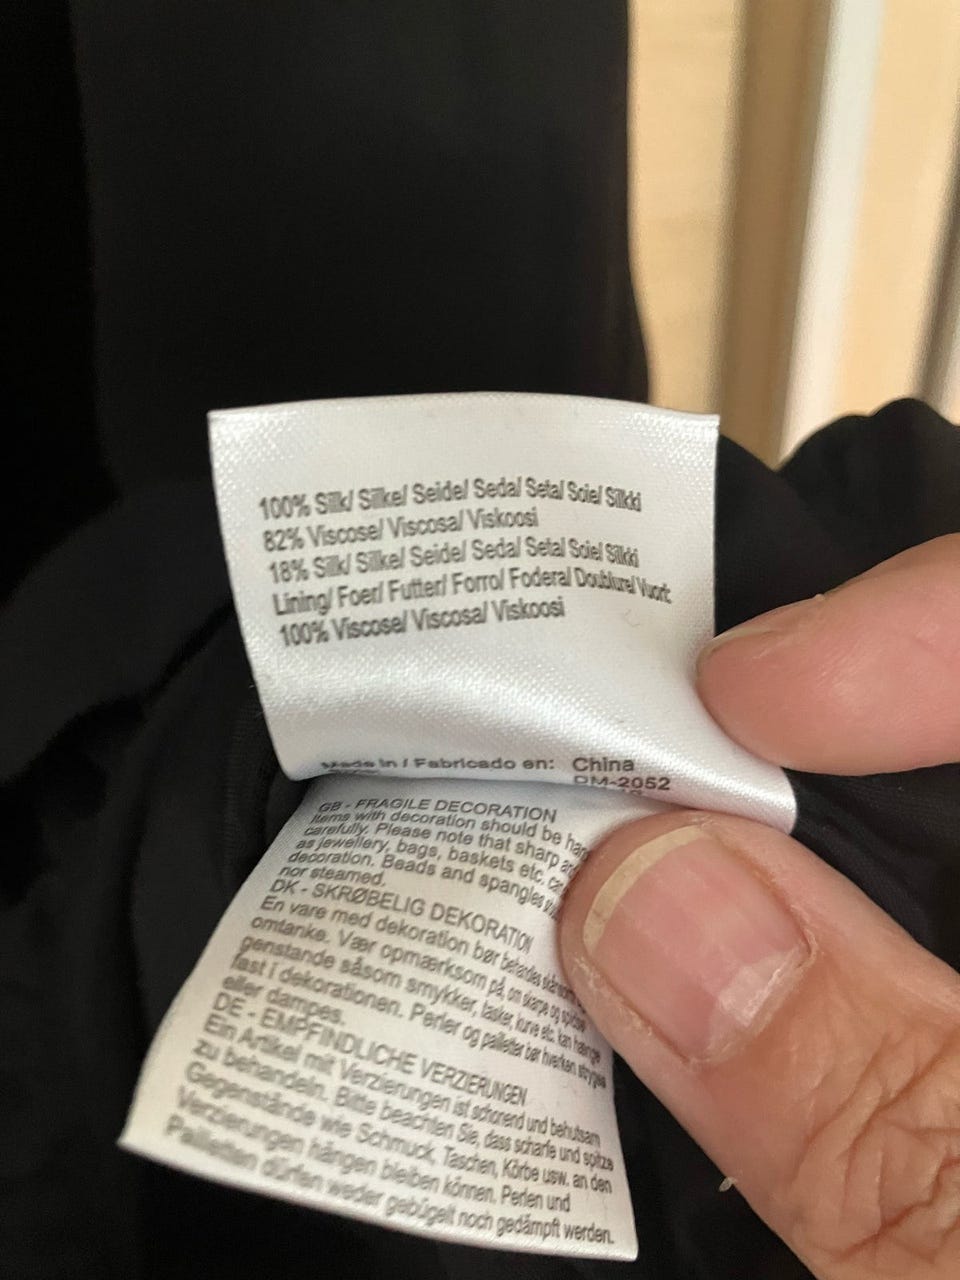 100% Silk/ Silke/ Seide/ Seda/ Seta/ Soie/ Silkki
82% Viscose/ Viscosa/ Viskoosi
18% Silk/ Silke/ Seide/ Seda/ Seta/ Soie/ Silkki
Lining/ Foer/ Futter/ Forro/ Fodera/ Doublure/ Vuori:
100% Viscose/ Viscosa/ Viskoosi
Made in / Fabricado en: China
DM-2052
GB - FRAGILE DECORATION
Items with decoration should be
carefully. Please note that sharp
as jewellery, bags, baskets etc.
decoration. Beads and spangles
nor steamed.
DK - SKRØBELIG DEKORATION
En vare med dekoration bør behandles
omtanke. Vær opmærksom på, om skarpe og spidse
genstande såsom smykker, tasker, kurve etc. kan
fast i dekorationen. Perler og pailletter bør hverken
eller dampes.
DE - EMPFINDLICHE VERZIERUNGEN
Ein Artikel mit Verzierungen ist schonend und behutsam
zu behandeln. Bitte beachten Sie, dass scharfe und spitze
Gegenstände wie Schmuck, Taschen, Körbe usw. an den
Verzierungen hängen bleiben können. Perlen und
Pailletten dürfen weder gebügelt noch gedämpft werden.